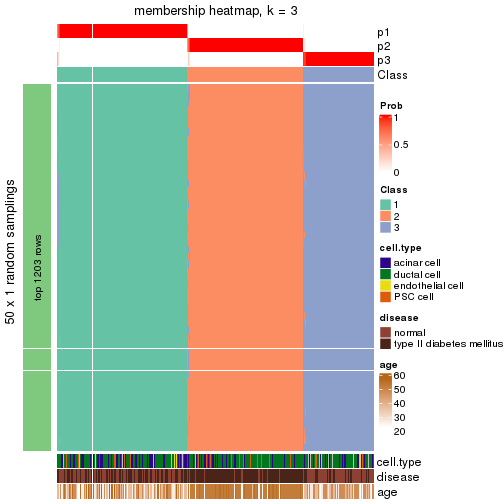 membership heatmap, k = 3
p1
p2
p3
Class
50 x 1 random samplings
top 1203 rows
Prob
1
0.5
0
Class
1
2
3
cell.type
acinar cell
ductal cell
endothelial cell
PSC cell
disease
normal
type II diabetes mellitus
age
60
50
40
30
20
cell.type
disease
age